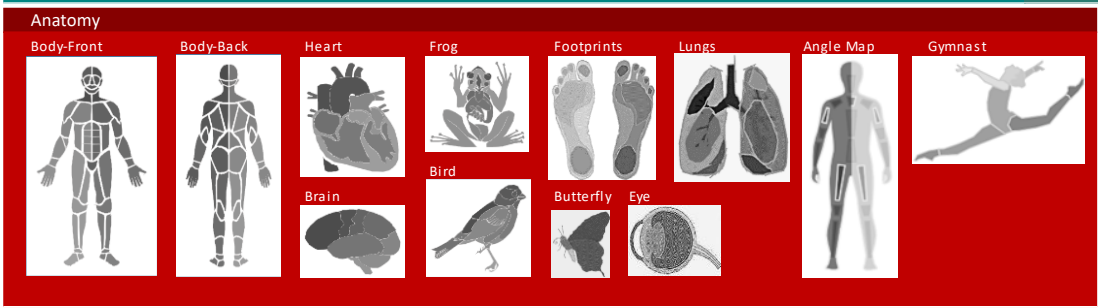 Anatomy
Body-Front
Body-Back
Heart
Frog
Footprints
Lungs
Angle Map
Gymnast
Bird
Brain
Butterfly
Eye